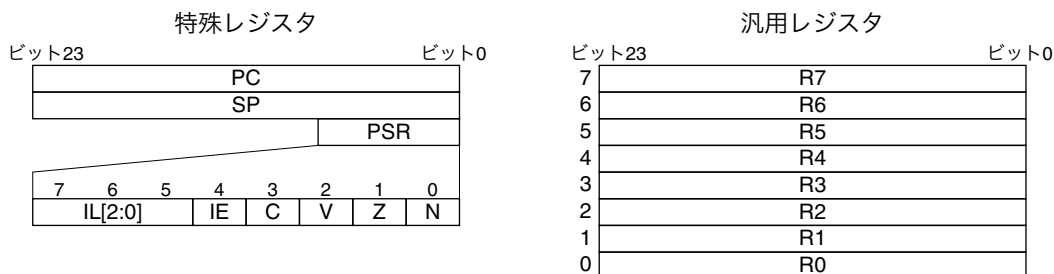 特殊レジスタ
ビット23 ビット0
PC
SP
PSR
7 6 5 4 3 2 1 0
IL[2:0] IE C V Z N
汎用レジスタ
ビット23 ビット0
7 R7
6 R6
5 R5
4 R4
3 R3
2 R2
1 R1
0 R0